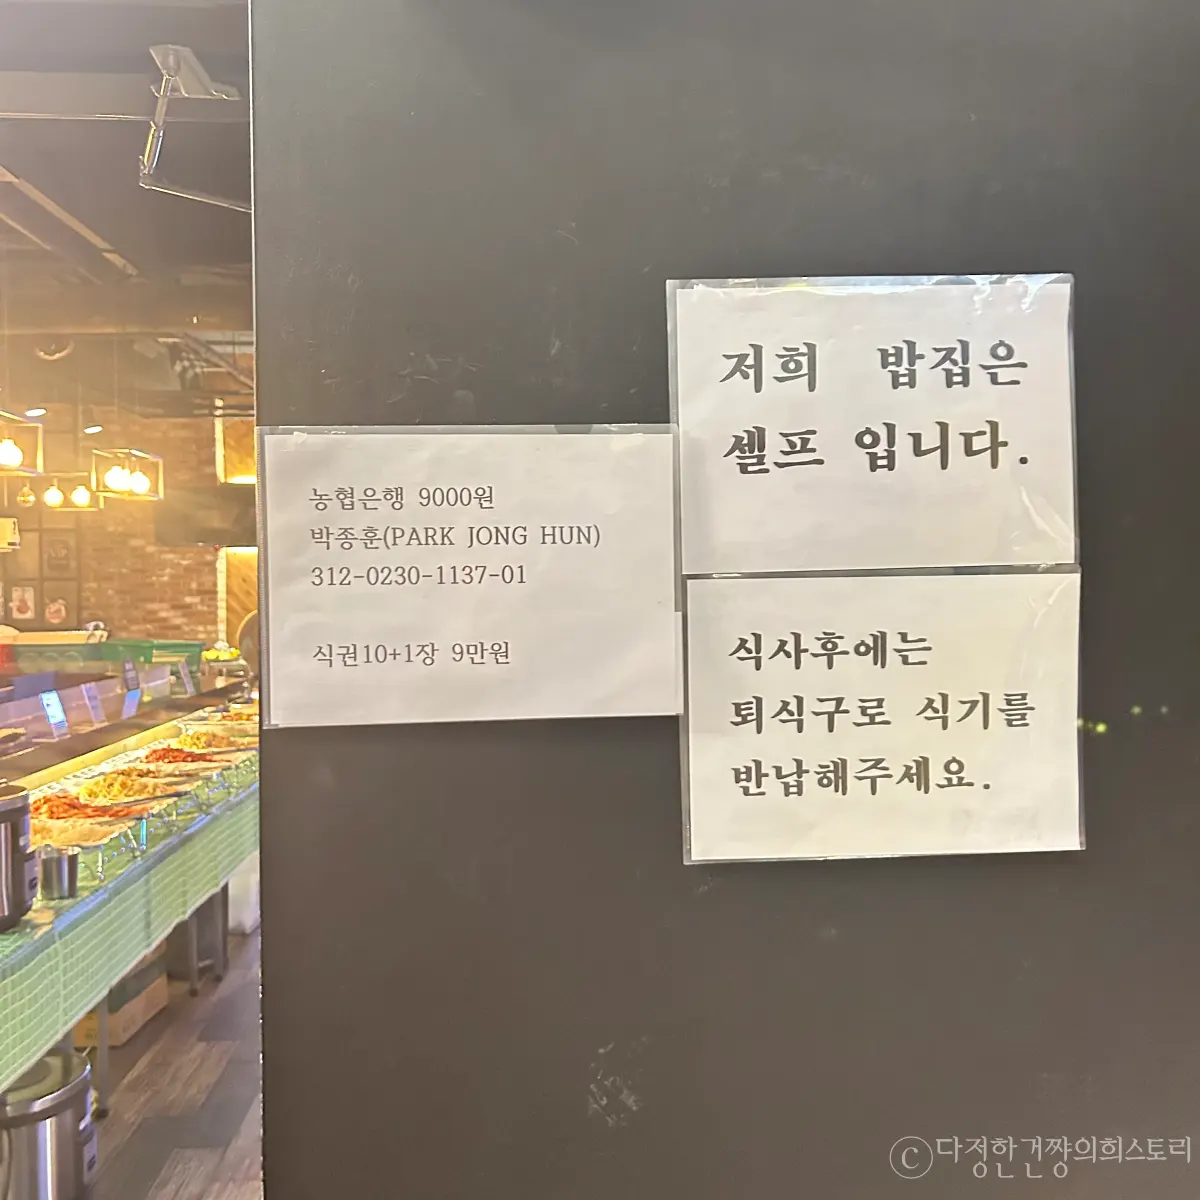 저희 밥집은
셀프 입니다.
농협은행 9000원
박종훈(PARK JONG HUN)
312-0230-1137-01
식권10+1장 9만원
식사후에는
퇴식구로 식기를
반납해주세요.
©다정한건쨩의희스토리